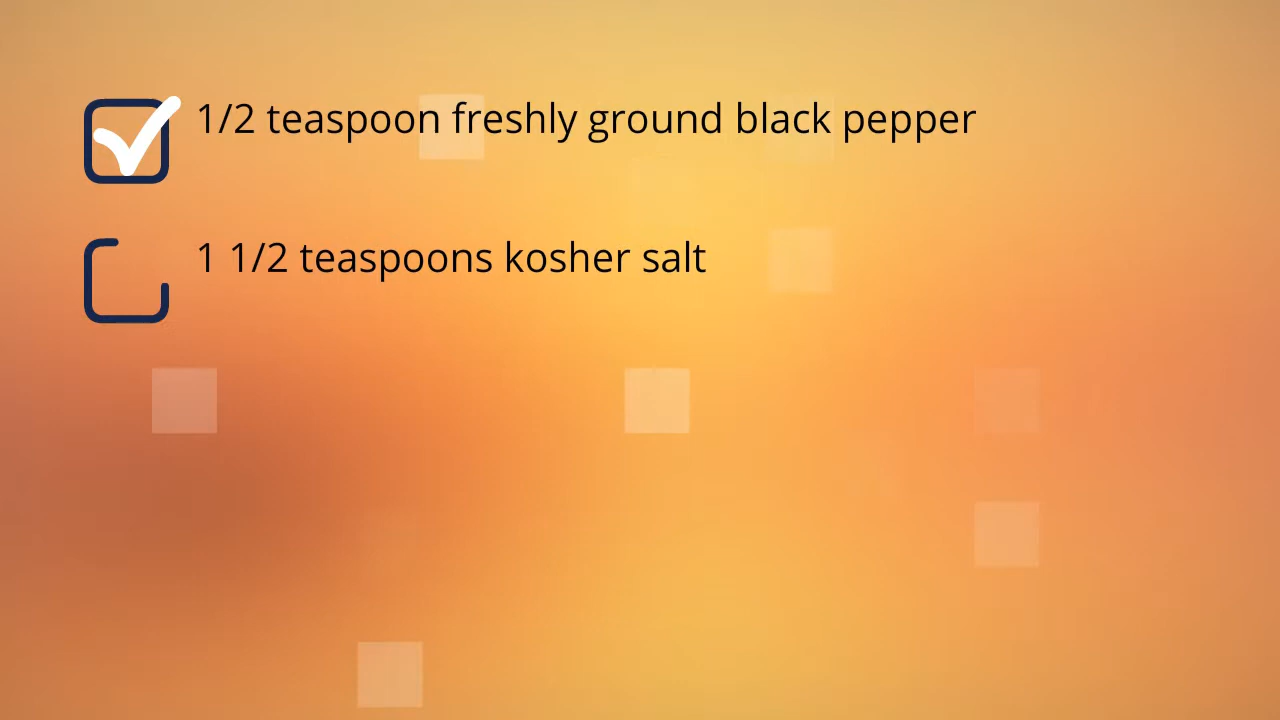 1/2 teaspoon freshly ground black pepper
1 1/2 teaspoons kosher salt